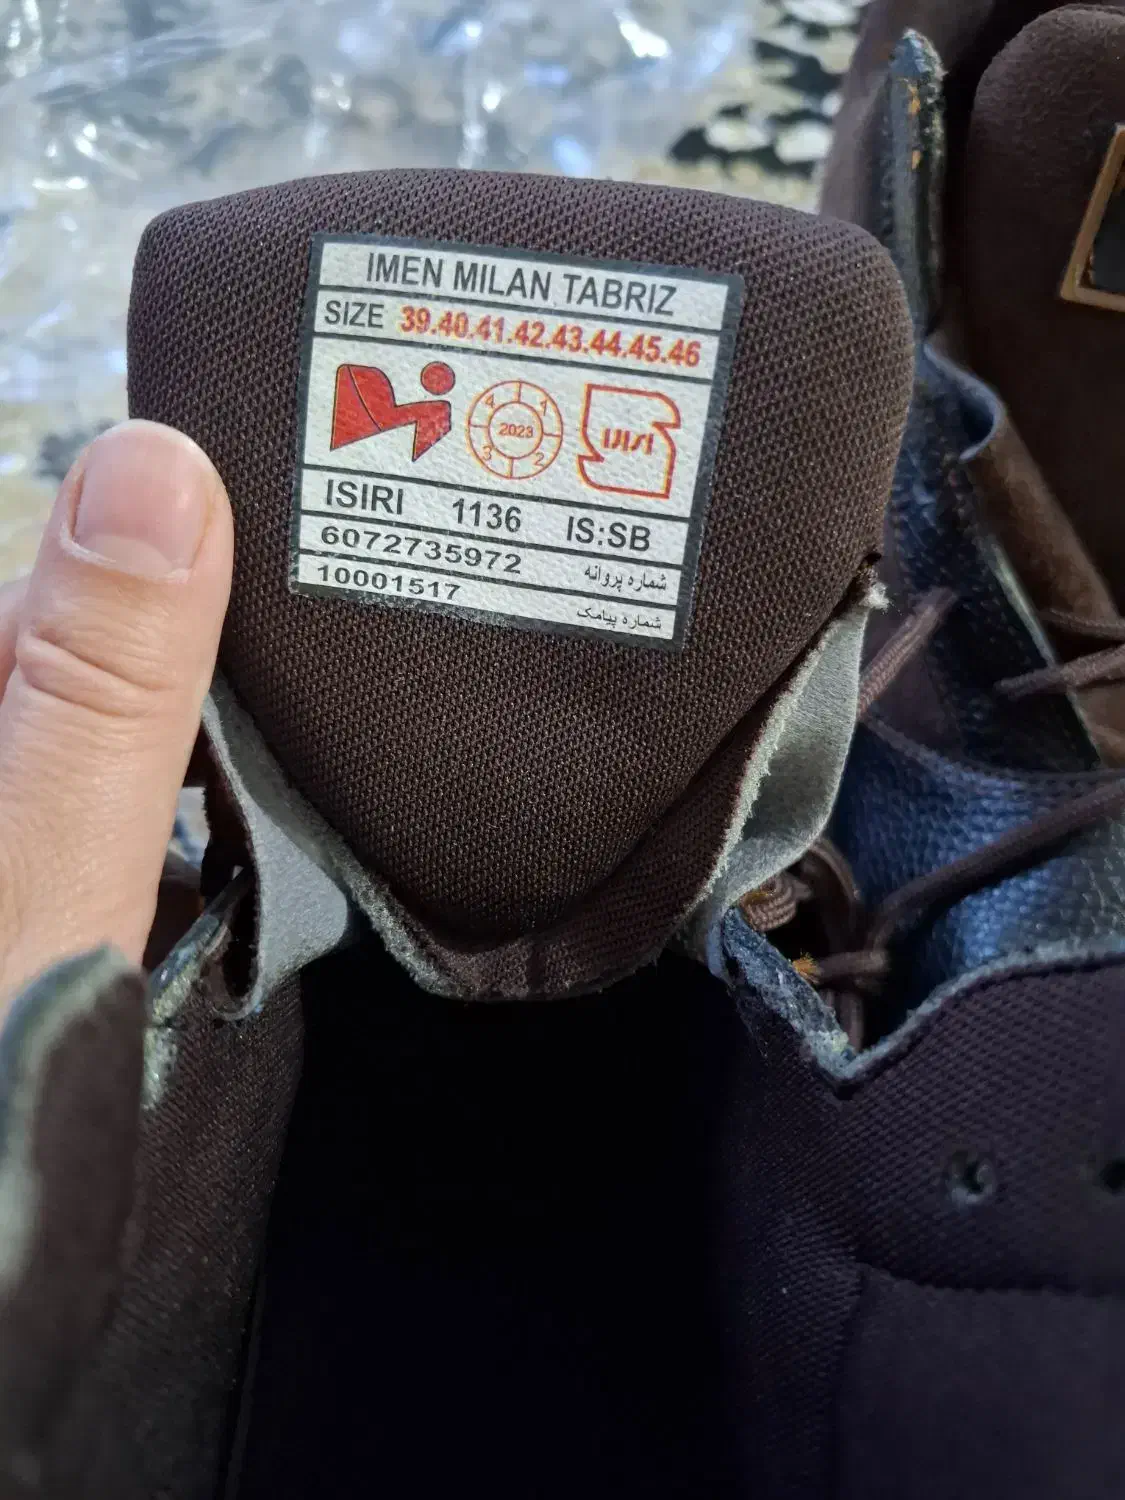 IMEN MILAN TABRIZ
SIZE 39.40.41.42.43.44.45.46
4 1
2023
3 2
ISIRI 1136 IS:SB
6072735972 شماره پروانه
10001517 شماره پیامک